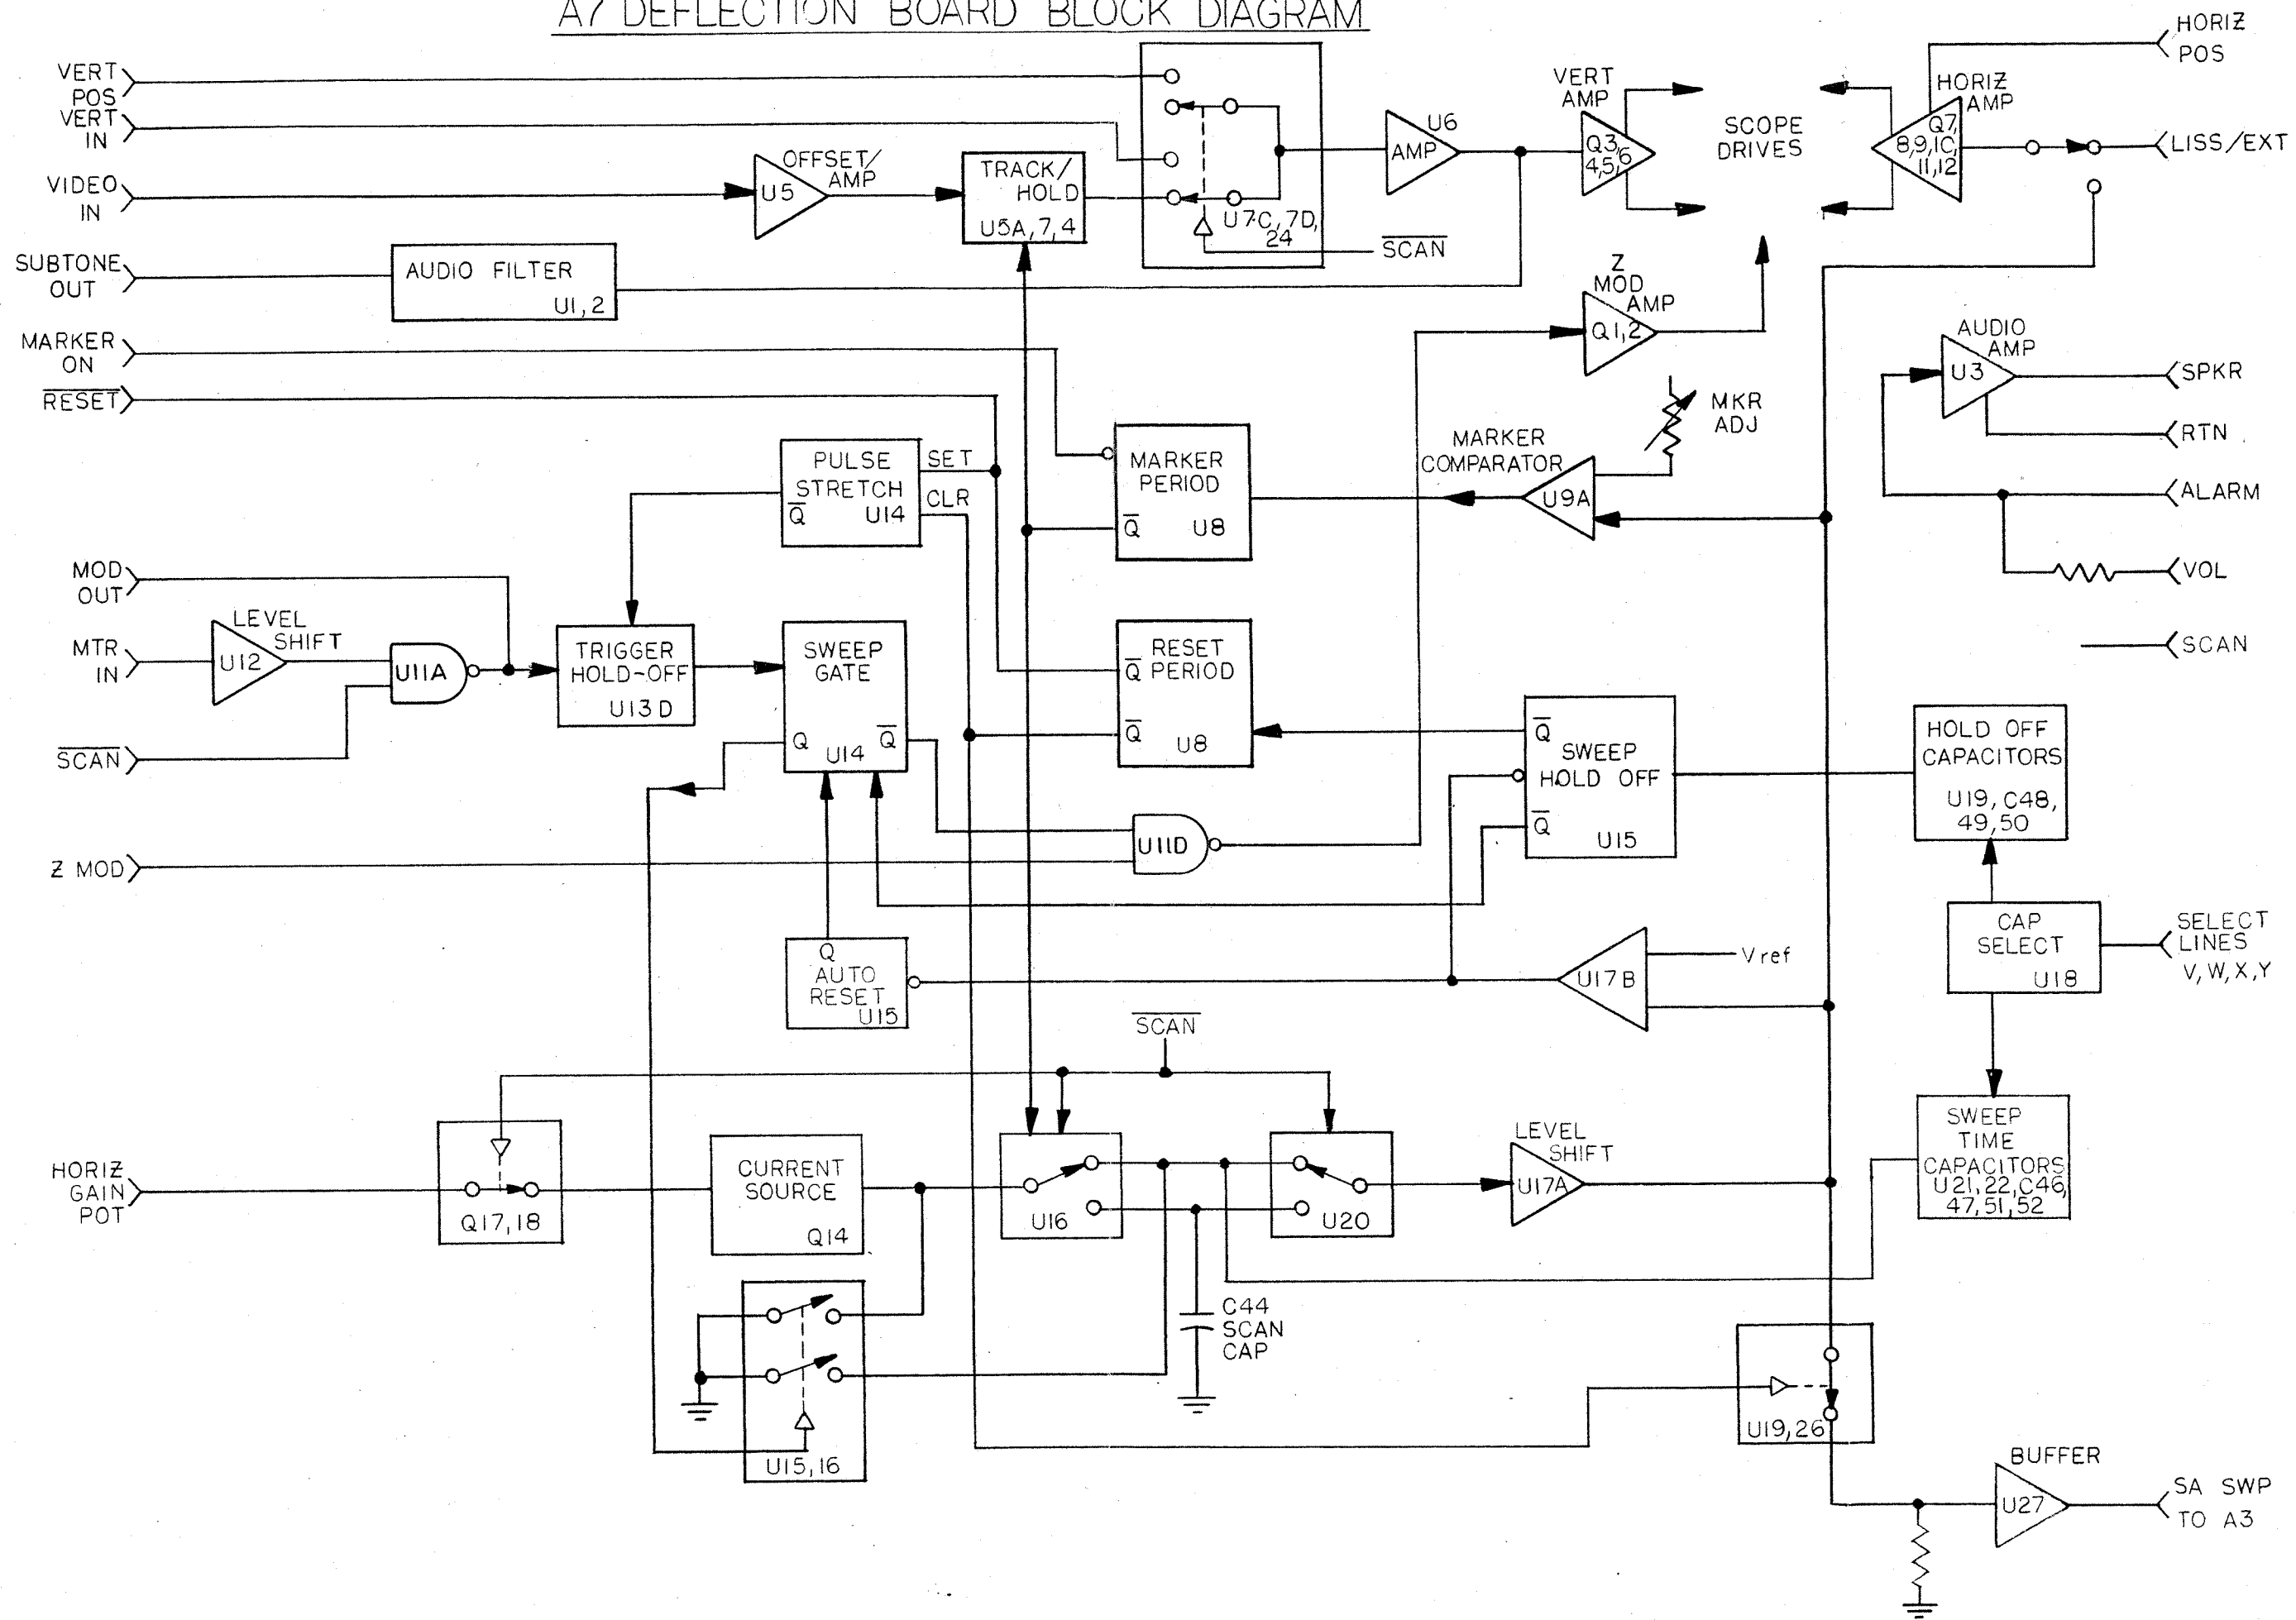 A7 DEFLECTION BOARD BLOCK DIAGRAM
VERT
POS
VERT
IN
VIDEO
IN
SUBTONE
OUT
MARKER
ON
RESET
MOD
OUT
MTR
IN
SCAN
Z MOD
HORIZ
GAIN
POT
U5
OFFSET/
AMP
TRACK/
HOLD
U5A,7,4
U7C,7D,
24
SCAN
AMP
U6
VERT
AMP
Q3,
4,5,6
SCOPE
DRIVES
HORIZ
AMP
Q7,
8,9,10,
11,12
HORIZ
POS
LISS/EXT
AUDIO FILTER
U1,2
Z
MOD
AMP
Q1,2
AUDIO
AMP
U3
SPKR
RTN
ALARM
VOL
SCAN
MKR
ADJ
MARKER
COMPARATOR
U9A
MARKER
PERIOD
Q
U8
PULSE
STRETCH
Q
U14
SET
CLR
LEVEL
SHIFT
U12
U11A
TRIGGER
HOLD-OFF
U13D
SWEEP
GATE
Q
U14
Q
RESET
Q PERIOD
Q
U8
Q
SWEEP
HOLD OFF
Q
U15
HOLD OFF
CAPACITORS
U19, C48,
49,50
U11D
CAP
SELECT
U18
SELECT
LINES
V,W,X,Y
Q
AUTO
RESET
U15
U17B
Vref
SCAN
SWEEP
TIME
CAPACITORS
U21,22,C46,
47,51,52
Q17,18
CURRENT
SOURCE
Q14
U16
U20
LEVEL
SHIFT
U17A
C44
SCAN
CAP
U15,16
U19,26
BUFFER
U27
SA SWP
TO A3